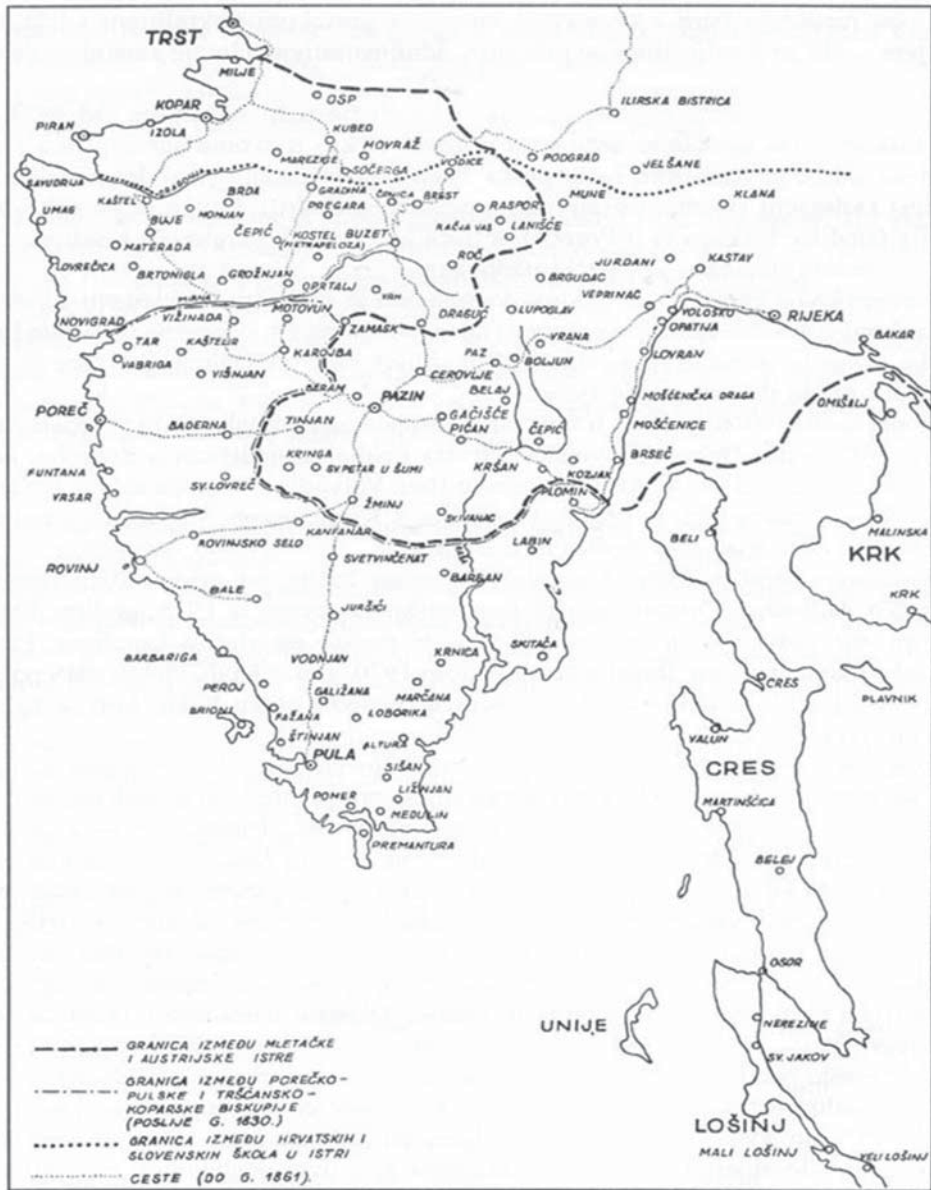 TRST
MILJE
OSP
KOPAR
PIRAN
IZOLA
ILIRSKA BISTRICA
KUBED
HOVRAŽ
MAREZIGE
SOČERGA
VODICE
PODGRAD
JELŠANE
SAVUDRIJA
KAŠTEL
BRDA
GRADINA
BREST
MUNE
KLANA
UMAG
BUJE
MOMJAN
PREGARA
RASPOR
RAČJA VAS
LANIŠĆE
ČEPIĆ
KOSTEL
(PETRAPELOZA)
BUZET
MATERADA
LOVREČICA
BRTONIGLA
GROŽNJAN
OPRTALJ
ROČ
JURDANI
KASTAV
BRGUDAC
VEPRINAC
VRH
NOVIGRAD
VIŽINADA
MOTOVUN
ZAMASK
DRAGUĆ
LUPOGLAV
VOLOSKO
OPATIJA
RIJEKA
BAKAR
TAR
VABRIGA
KAŠTELIR
VIŠNJAN
KAROJBA
CEROVLJE
PAZ
BOLJUN
VRANA
LOVRAN
BERAM
PAZIN
BELAJ
MOŠĆENIČKA DRAGA
OMIŠALJ
POREČ
BADERNA
TINJAN
GAČIŠĆE
PIĆAN
ČEPIĆ
MOŠĆENICE
KRINGA
SV. PETAR U ŠUMI
KRŠAN
KOZJAK
BRSEČ
FUNTANA
VRSAR
SV. LOVREČ
ŽMINJ
SV. IVANAC
PLOMIN
MALINSKA
ROVINJ
ROVINJSKO SELO
KANFANAR
SVETVINČENAT
LABIN
BELI
KRK
BARBAN
BALE
JURŠIĆI
KRK
BARBARIGA
VODNJAN
KRNICA
SKITAČA
PEROJ
GALIŽANA
MARČANA
CRES
PLAVNIK
BRIONI
FAŽANA
LOBORIKA
ŠTINJAN
ALTURA
VALUN
PULA
ŠIŠAN
CRES
LIŽNJAN
POMER
MEDULIN
MARTINŠĆICA
PREMANTURA
BELEJ
OSOR
UNIJE
NEREZINE
SV. JAKOV
LOŠINJ
MALI LOŠINJ
VELI LOŠINJ
GRANICA IZMEĐU MLETAČKE
I AUSTRIJSKE ISTRE
GRANICA IZMEĐU POREČKO-
PULSKE I TRŠĆANSKO-
KOPARSKE BISKUPIJE
(POSLIJE G. 1830.)
GRANICA IZMEĐU HRVATSKIH I
SLOVENSKIH ŠKOLA U ISTRI
CESTE (DO G. 1861).